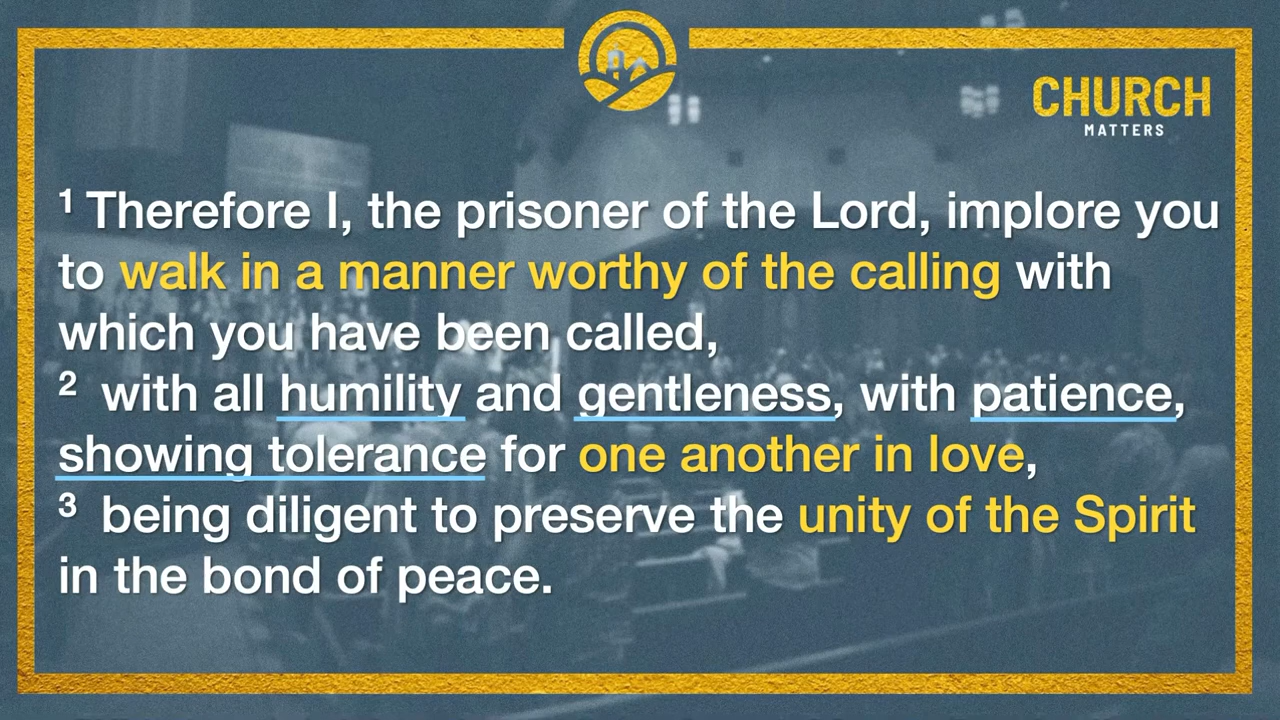 CHURCH
MATTERS
1 Therefore I, the prisoner of the Lord, implore you
to walk in a manner worthy of the calling with
which you have been called,
2 with all humility and gentleness, with patience,
showing tolerance for one another in love,
3 being diligent to preserve the unity of the Spirit
in the bond of peace.